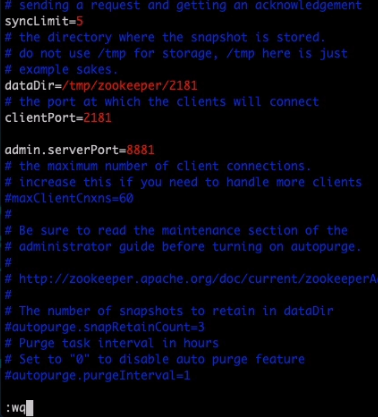 # sending a request and getting an acknowledgement
syncLimit=5
# the directory where the snapshot is stored.
# do not use /tmp for storage, /tmp here is just
# example sakes.
dataDir=/tmp/zookeeper/2181
# the port at which the clients will connect
clientPort=2181
admin.serverPort=8881
# the maximum number of client connections.
# increase this if you need to handle more clients
#maxClientCnxns=60
#
# Be sure to read the maintenance section of the
# administrator guide before turning on autopurge.
#
# http://zookeeper.apache.org/doc/current/zookeeperA
#
# The number of snapshots to retain in dataDir
#autopurge.snapRetainCount=3
# Purge task interval in hours
# Set to "0" to disable auto purge feature
#autopurge.purgeInterval=1
:wq